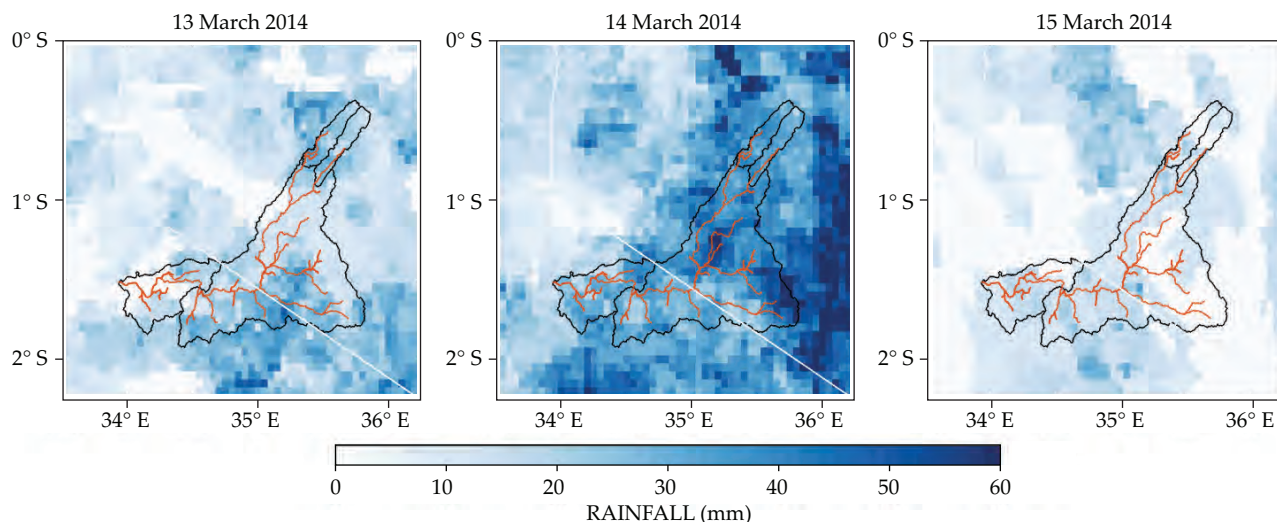 13 March 2014
14 March 2014
15 March 2014
0° S
0° S
0° S
1° S
1° S
1° S
2° S
2° S
2° S
34° E
35° E
36° E
34° E
35° E
36° E
34° E
35° E
36° E
0
10
20
30
40
50
60
RAINFALL (mm)